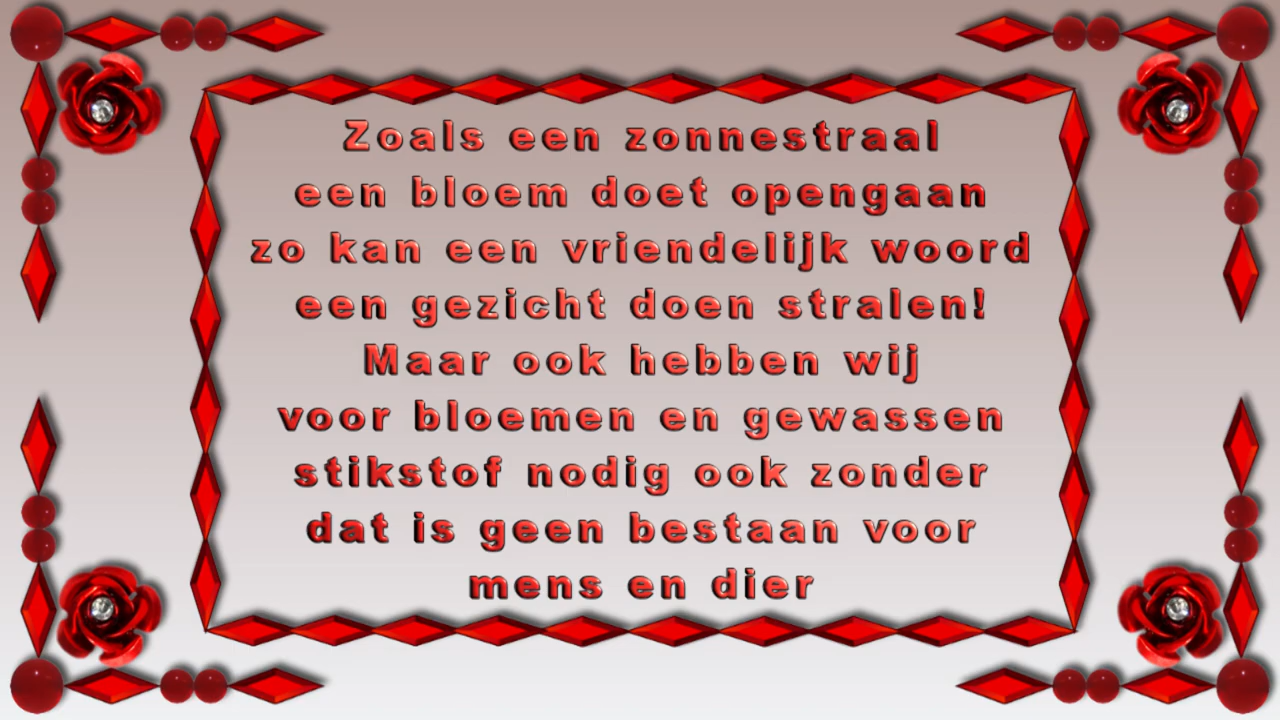 Zoals een zonnestraal
een bloem doet opengaan
zo kan een vriendelijk woord
een gezicht doen stralen!
Maar ook hebben wij
voor bloemen en gewassen
stikstof nodig ook zonder
dat is geen bestaan voor
mens en dier